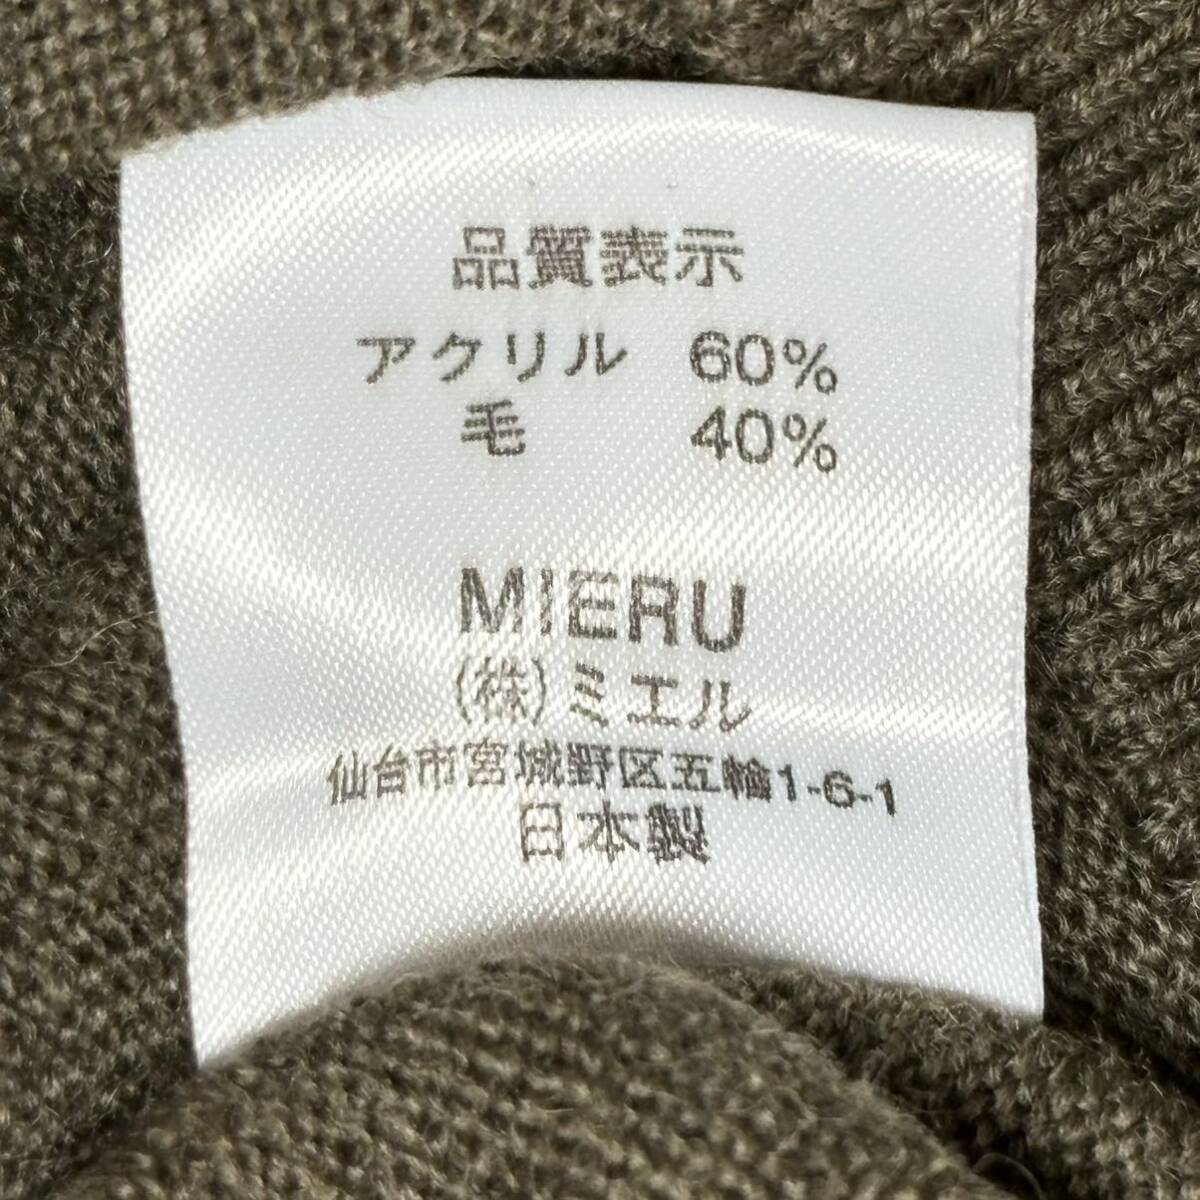 品質表示
アクリル 60%
毛 40%
MIERU
(株)ミエル
仙台市宮城野区五輪1-6-1
日本製